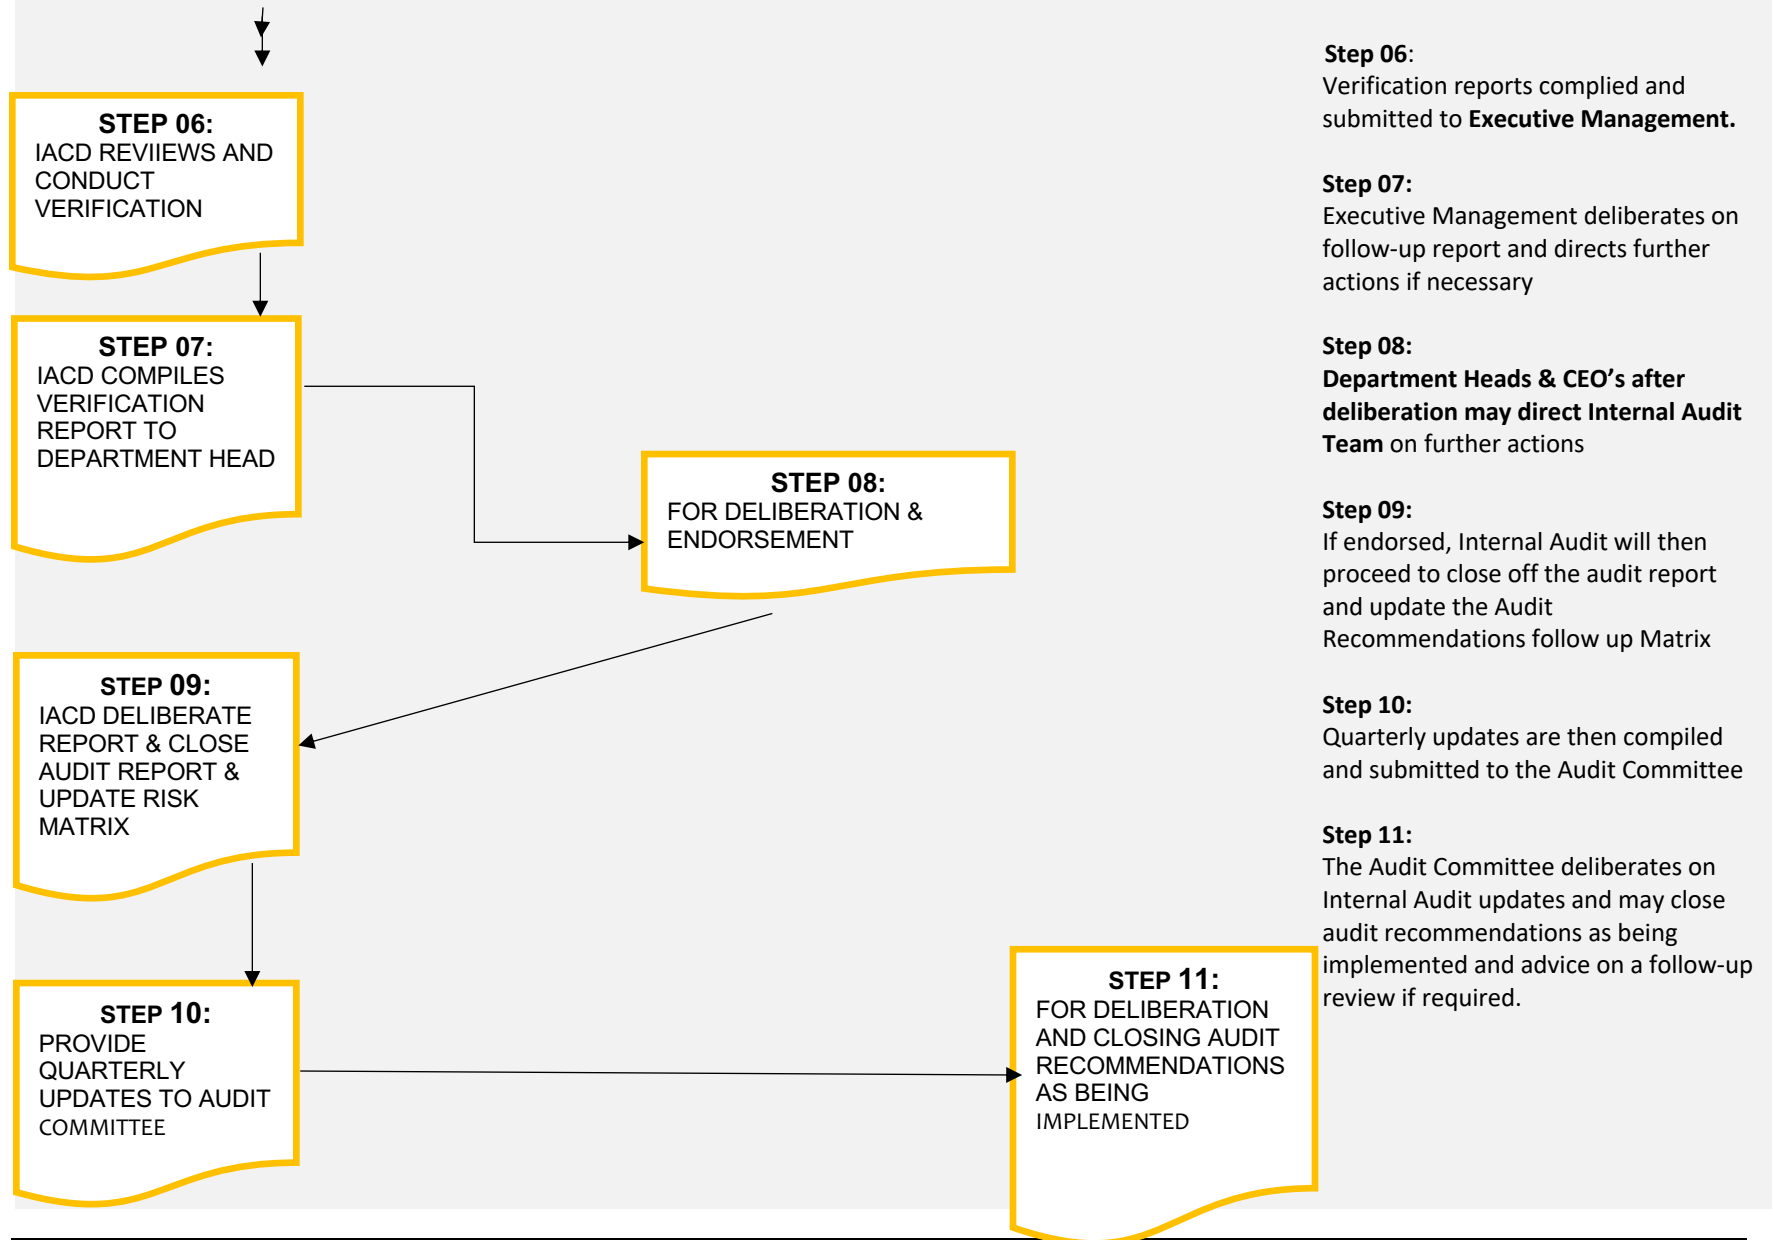 STEP 06:
IACD REVIIEWS AND
CONDUCT
VERIFICATION
STEP 07:
IACD COMPILES
VERIFICATION
REPORT TO
DEPARTMENT HEAD
STEP 08:
FOR DELIBERATION &
ENDORSEMENT
STEP 09:
IACD DELIBERATE
REPORT & CLOSE
AUDIT REPORT &
UPDATE RISK
MATRIX
STEP 10:
PROVIDE
QUARTERLY
UPDATES TO AUDIT
COMMITTEE
STEP 11:
FOR DELIBERATION
AND CLOSING AUDIT
RECOMMENDATIONS
AS BEING
IMPLEMENTED
Step 06:
Verification reports complied and
submitted to Executive Management.
Step 07:
Executive Management deliberates on
follow-up report and directs further
actions if necessary
Step 08:
Department Heads & CEO’s after
deliberation may direct Internal Audit
Team on further actions
Step 09:
If endorsed, Internal Audit will then
proceed to close off the audit report
and update the Audit
Recommendations follow up Matrix
Step 10:
Quarterly updates are then compiled
and submitted to the Audit Committee
Step 11:
The Audit Committee deliberates on
Internal Audit updates and may close
audit recommendations as being
implemented and advice on a follow-up
review if required.